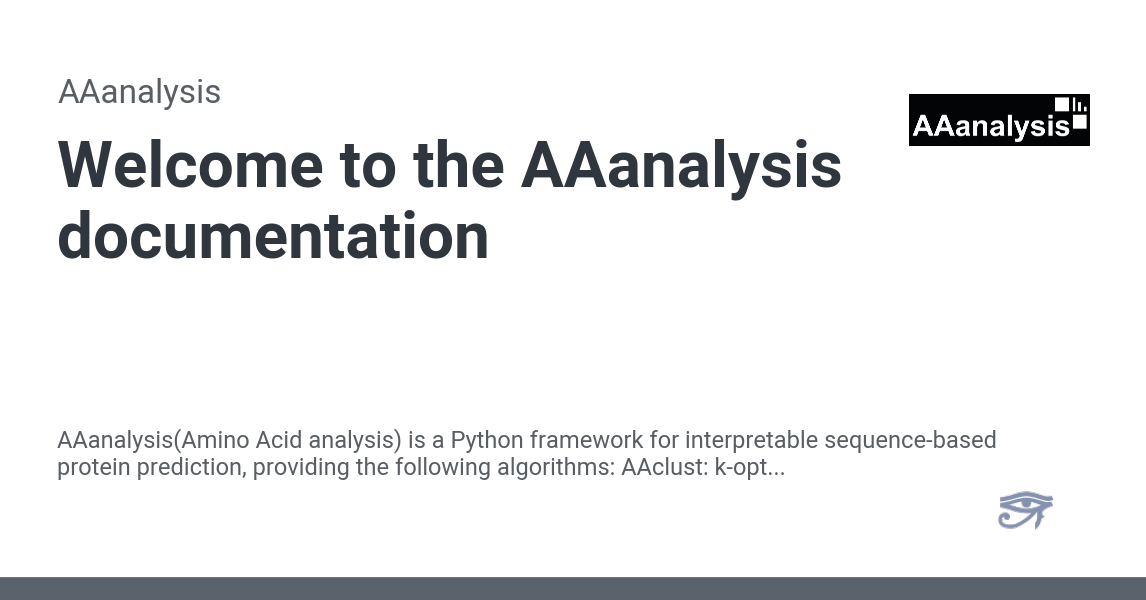 AAanalysis
AAanalysis
Welcome to the AAanalysis
documentation
AAanalysis(Amino Acid analysis) is a Python framework for interpretable sequence-based
protein prediction, providing the following algorithms: AAclust: k-opt...